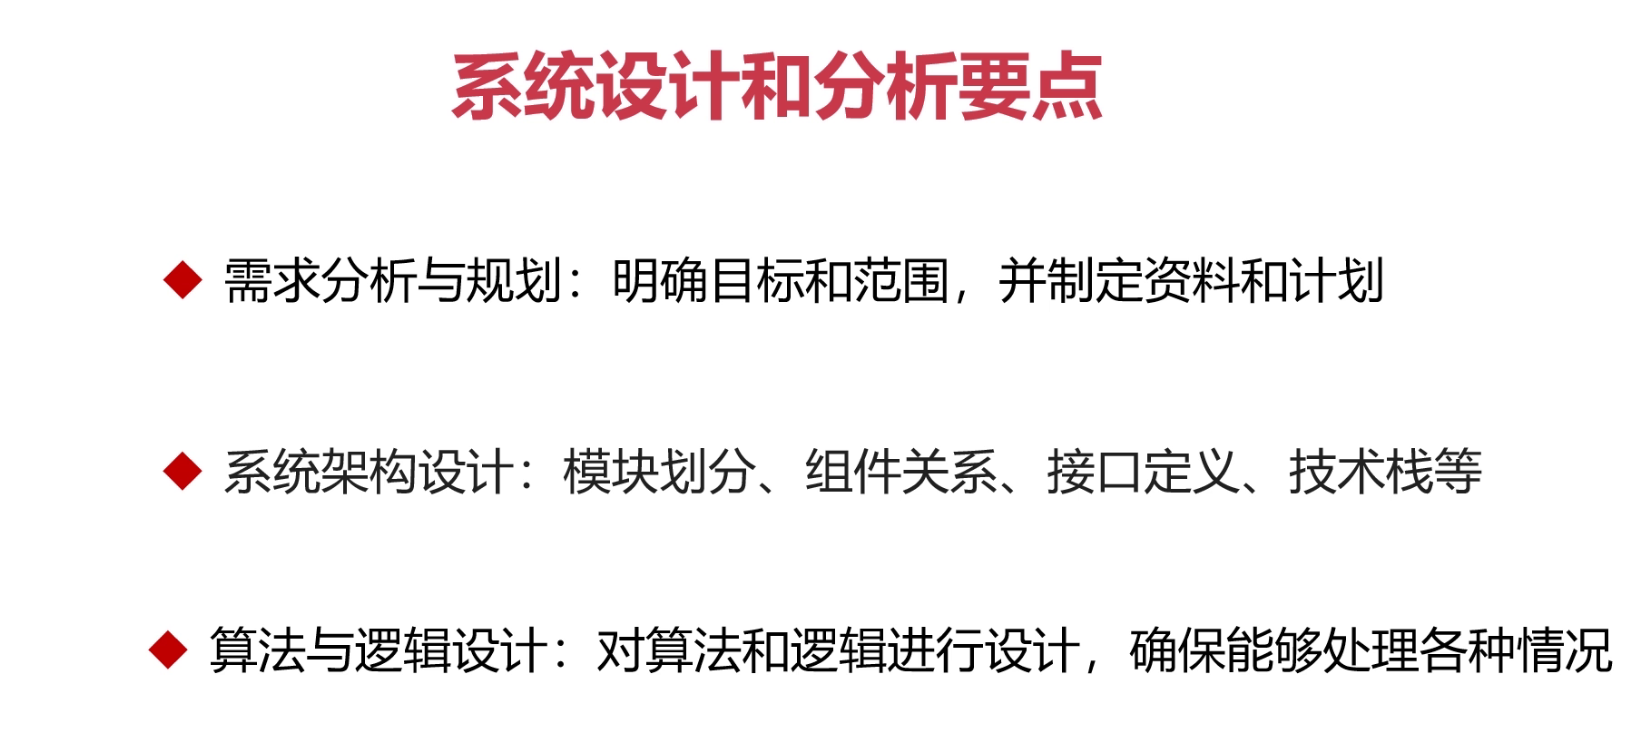 系统设计和分析要点
◆ 需求分析与规划：明确目标和范围，并制定资料和计划
◆ 系统架构设计：模块划分、组件关系、接口定义、技术栈等
◆ 算法与逻辑设计：对算法和逻辑进行设计，确保能够处理各种情况